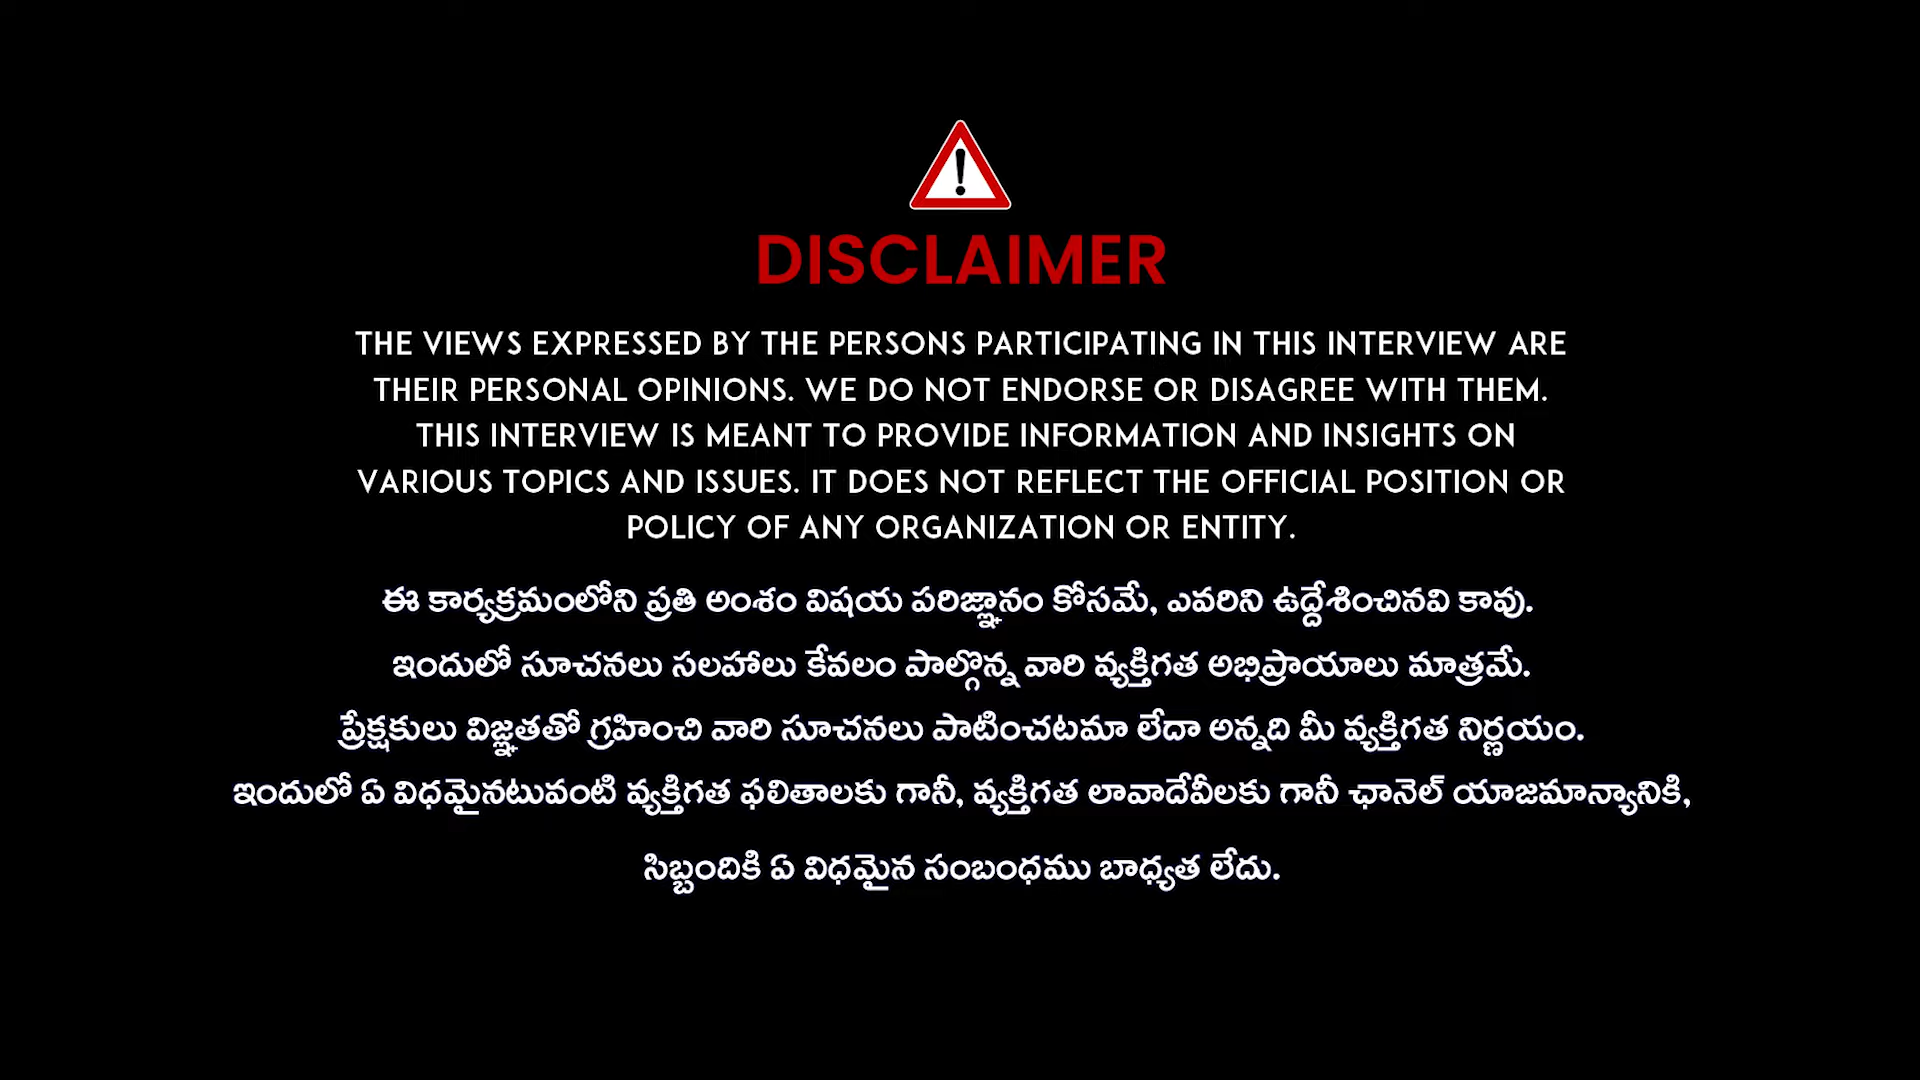 DISCLAIMER
THE VIEWS EXPRESSED BY THE PERSONS PARTICIPATING IN THIS INTERVIEW ARE
THEIR PERSONAL OPINIONS. WE DO NOT ENDORSE OR DISAGREE WITH THEM.
THIS INTERVIEW IS MEANT TO PROVIDE INFORMATION AND INSIGHTS ON
VARIOUS TOPICS AND ISSUES. IT DOES NOT REFLECT THE OFFICIAL POSITION OR
POLICY OF ANY ORGANIZATION OR ENTITY.
ఈ కార్యక్రమంలోని ప్రతి అంశం విషయ పరిజ్ఞానం కోసమే, ఎవరిని ఉద్దేశించినవి కావు.
ఇందులో సూచనలు సలహాలు కేవలం పాల్గొన్న వారి వ్యక్తిగత అభిప్రాయాలు మాత్రమే.
ప్రేక్షకులు విజ్ఞతతో గ్రహించి వారి సూచనలు పాటించటమా లేదా అన్నది మీ వ్యక్తిగత నిర్ణయం.
ఇందులో ఏ విధమైనటువంటి వ్యక్తిగత ఫలితాలకు గానీ, వ్యక్తిగత లావాదేవీలకు గానీ ఛానెల్ యాజమాన్యానికి,
సిబ్బందికి ఏ విధమైన సంబంధము బాధ్యత లేదు.